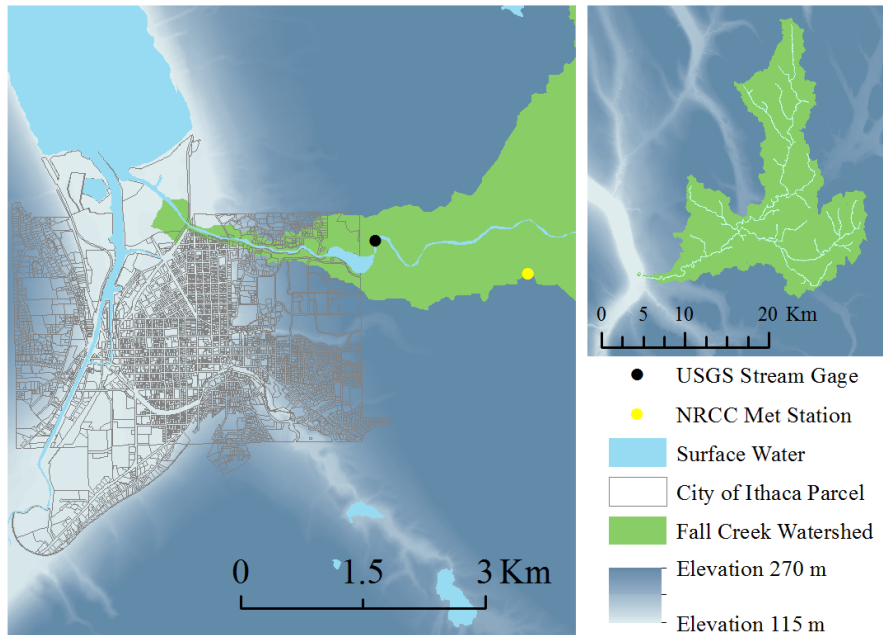 0 1.5 3 Km
0 5 10 20 Km
USGS Stream Gage
NRCC Met Station
Surface Water
City of Ithaca Parcel
Fall Creek Watershed
Elevation 270 m
Elevation 115 m